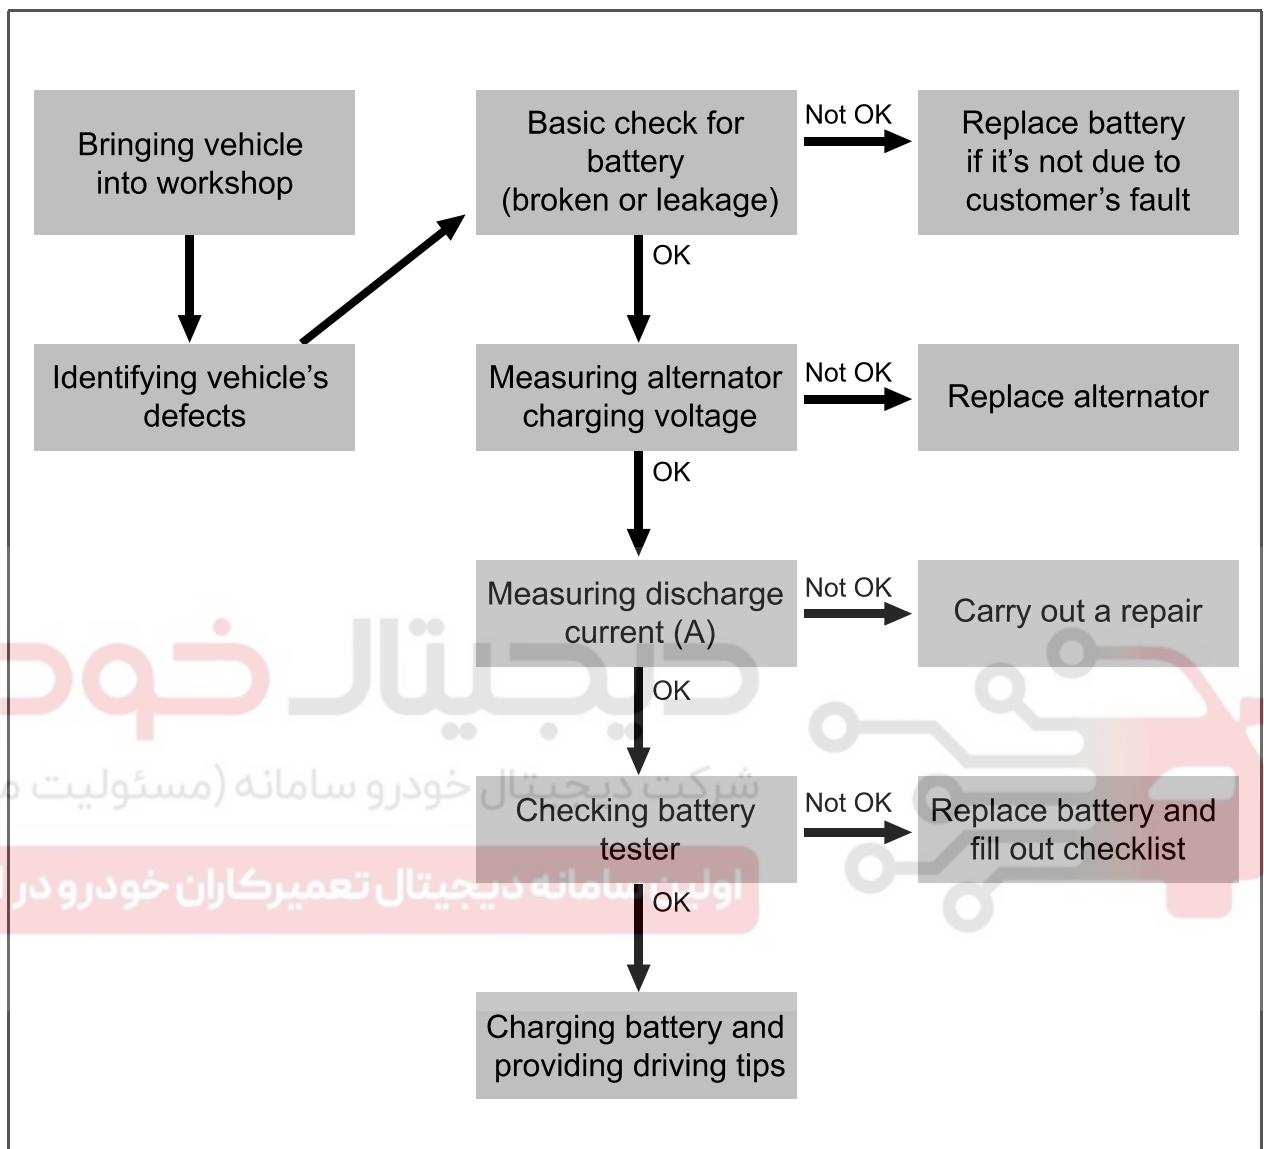 Bringing vehicle
into workshop
Identifying vehicle’s
defects
Basic check for
battery
(broken or leakage)
Not OK
Replace battery
if it’s not due to
customer’s fault
OK
Measuring alternator
charging voltage
Not OK
Replace alternator
OK
Measuring discharge
current (A)
Not OK
Carry out a repair
OK
Checking battery
tester
Not OK
Replace battery and
fill out checklist
OK
Charging battery and
providing driving tips
دیجیتال خود
شرکت دیجیتال خودرو سامانه (مسئولیت
اولین سامانه دیجیتال تعمیرکاران خودرو در